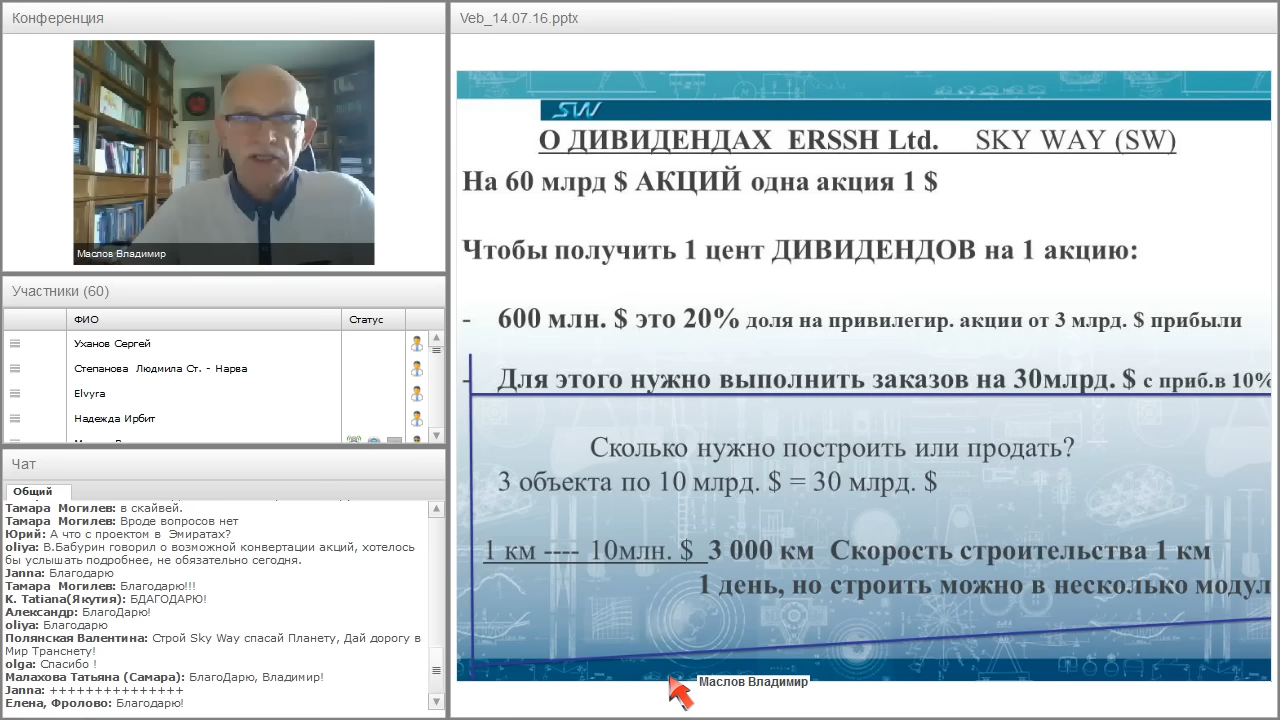 Конференция
Маслов Владимир
Участники (60)
ФИО
Статус
Уханов Сергей
Степанова Людмила Ст. - Нарва
Elvyra
Надежда Ирбит
Чат
Общий
Тамара Могилев: в скайвей.
Тамара Могилев: Вроде вопросов нет
Юрий: А что с проектом в Эмиратах?
oliya: В.Бабурин говорил о возможной конвертации акций, хотелось
бы услышать подробнее, не обязательно сегодня.
Janna: Благодарю
Тамара Могилев: Благодарю!!!
K. Tatiana(Якутия): БДАГОДАРЮ!
Александр: БлагоДарю!
oliya: Благодарю
Полянская Валентина: Строй Sky Way спасай Планету, Дай дорогу в
Мир Транснету!
olga: Спасибо !
Малахова Татьяна (Самара): БлагоДарю, Владимир!
Janna: +++++++++++++++
Елена, Фролово: Благодарю!
Veb_14.07.16.pptx
SW
О ДИВИДЕНДАХ ERSSH Ltd. SKY WAY (SW)
На 60 млрд $ АКЦИЙ одна акция 1 $
Чтобы получить 1 цент ДИВИДЕНДОВ на 1 акцию:
- 600 млн. $ это 20% доля на привилегир. акции от 3 млрд. $ прибыли
- Для этого нужно выполнить заказов на 30млрд. $ с приб.в 10%
Сколько нужно построить или продать?
3 объекта по 10 млрд. $ = 30 млрд. $
1 км ---- 10млн. $ 3 000 км Скорость строительства 1 км
1 день, но строить можно в несколько модул
Маслов Владимир